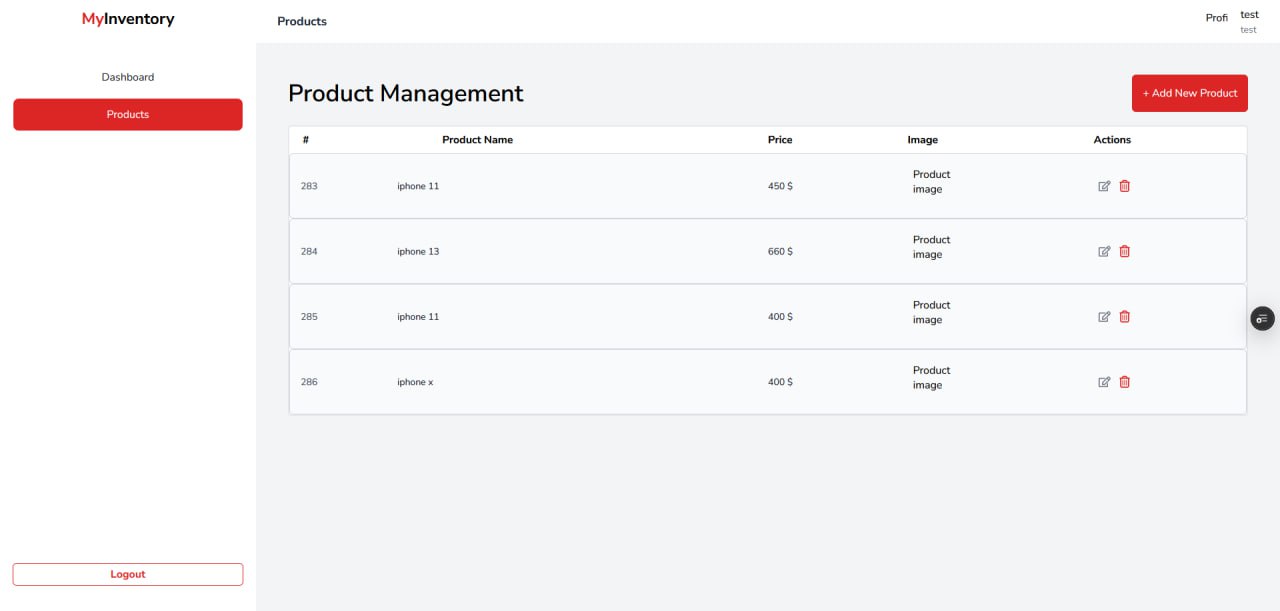 MyInventory
Products
Profi
test
test
Dashboard
Products
Product Management
+ Add New Product
# Product Name Price Image Actions
283 iphone 11 450 $ Product
image
284 iphone 13 660 $ Product
image
285 iphone 11 400 $ Product
image
286 iphone x 400 $ Product
image
Logout